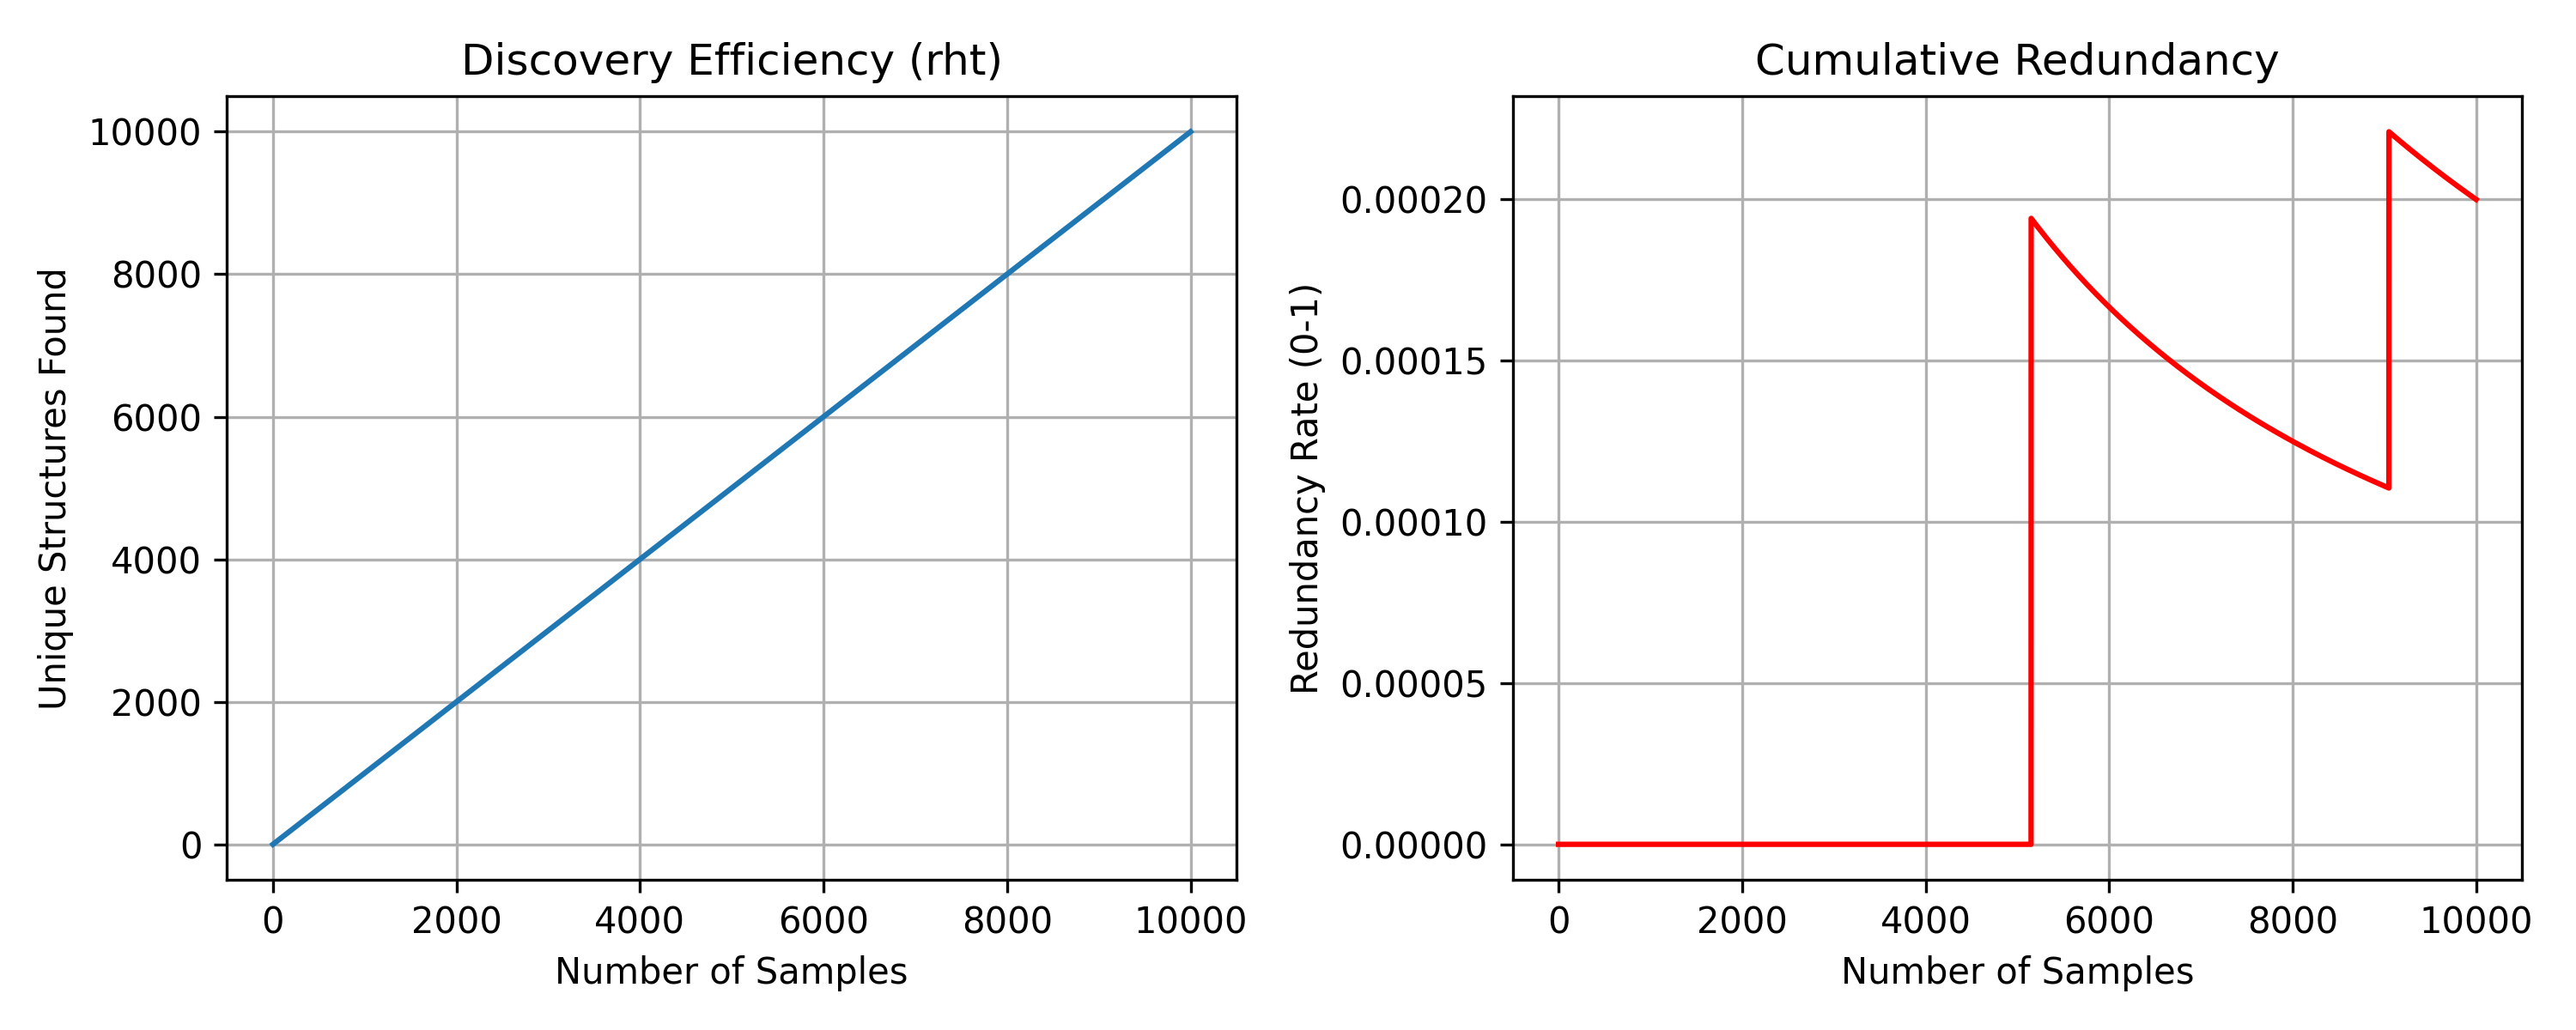 Discovery Efficiency (rht)
Unique Structures Found
10000
8000
6000
4000
2000
0
0 2000 4000 6000 8000 10000
Number of Samples
Cumulative Redundancy
Redundancy Rate (0-1)
0.00020
0.00015
0.00010
0.00005
0.00000
0 2000 4000 6000 8000 10000
Number of Samples